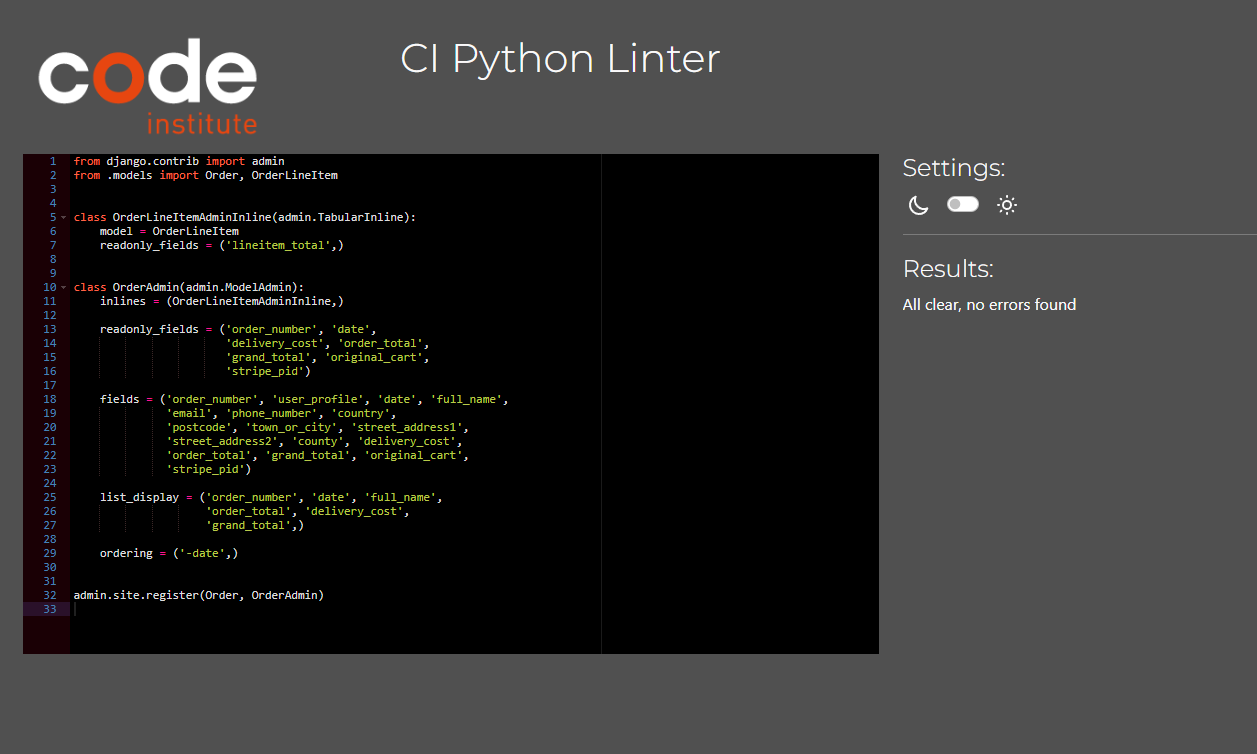 code
institute
CI Python Linter
1 from django.contrib import admin
2 from .models import Order, OrderLineItem
3
4
5 class OrderLineItemAdminInline(admin.TabularInline):
6     model = OrderLineItem
7     readonly_fields = ('lineitem_total',)
8
9
10 class OrderAdmin(admin.ModelAdmin):
11     inlines = (OrderLineItemAdminInline,)
12
13     readonly_fields = ('order_number', 'date',
14                        'delivery_cost', 'order_total',
15                        'grand_total', 'original_cart',
16                        'stripe_pid')
17
18     fields = ('order_number', 'user_profile', 'date', 'full_name',
19               'email', 'phone_number', 'country',
20               'postcode', 'town_or_city', 'street_address1',
21               'street_address2', 'county', 'delivery_cost',
22               'order_total', 'grand_total', 'original_cart',
23               'stripe_pid')
24
25     list_display = ('order_number', 'date', 'full_name',
26                     'order_total', 'delivery_cost',
27                     'grand_total',)
28
29     ordering = ('-date',)
30
31
32 admin.site.register(Order, OrderAdmin)
33
Settings:
Results:
All clear, no errors found